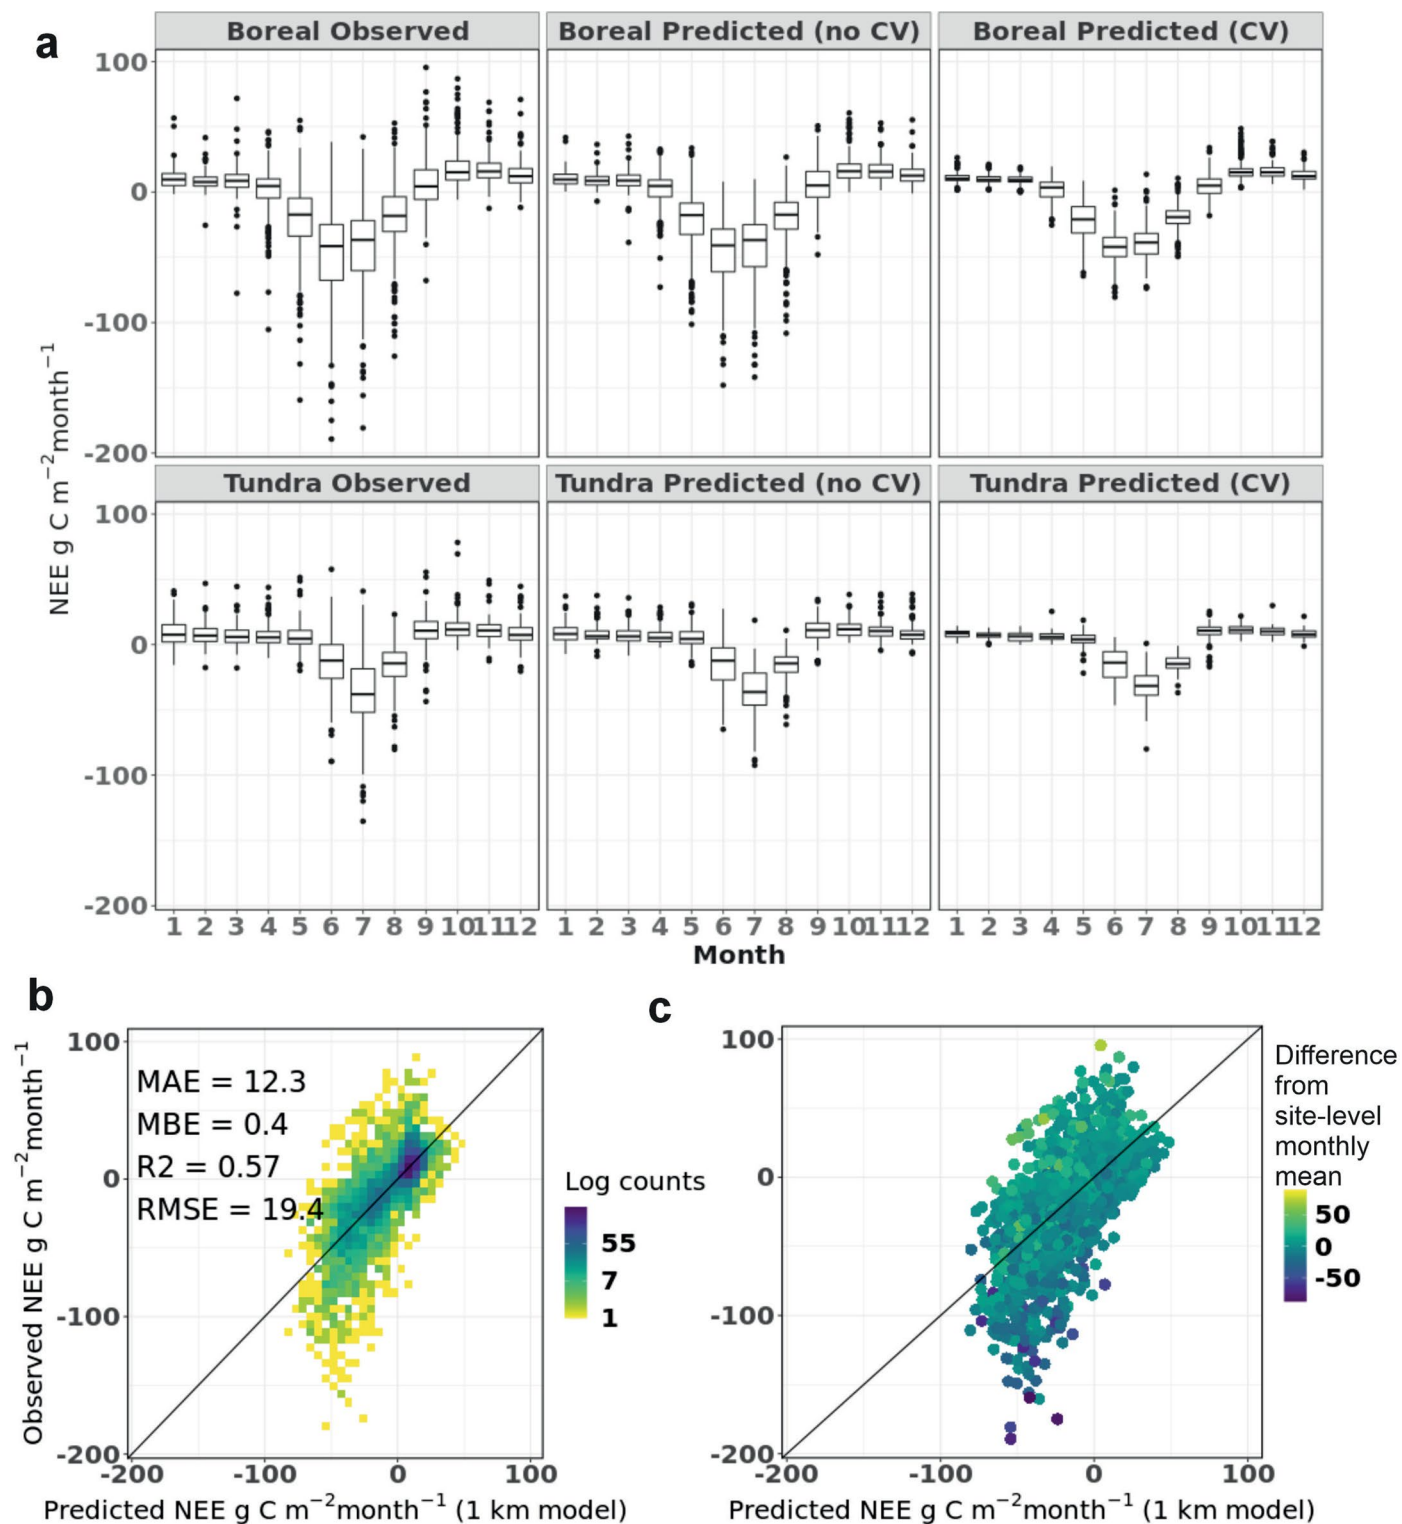 a
Boreal Observed
Boreal Predicted (no CV)
Boreal Predicted (CV)
100
0
-100
-200
NEE g C m⁻²month⁻¹
Tundra Observed
Tundra Predicted (no CV)
Tundra Predicted (CV)
100
0
-100
-200
1 2 3 4 5 6 7 8 9 10 11 12
1 2 3 4 5 6 7 8 9 10 11 12
1 2 3 4 5 6 7 8 9 10 11 12
Month
b
100
0
-100
-200
Observed NEE g C m⁻²month⁻¹
MAE = 12.3
MBE = 0.4
R2 = 0.57
RMSE = 19.4
Log counts
55
7
1
-200 -100 0 100
Predicted NEE g C m⁻²month⁻¹ (1 km model)
c
100
0
-100
-200
Difference
from
site-level
monthly
mean
50
0
-50
-200 -100 0 100
Predicted NEE g C m⁻²month⁻¹ (1 km model)